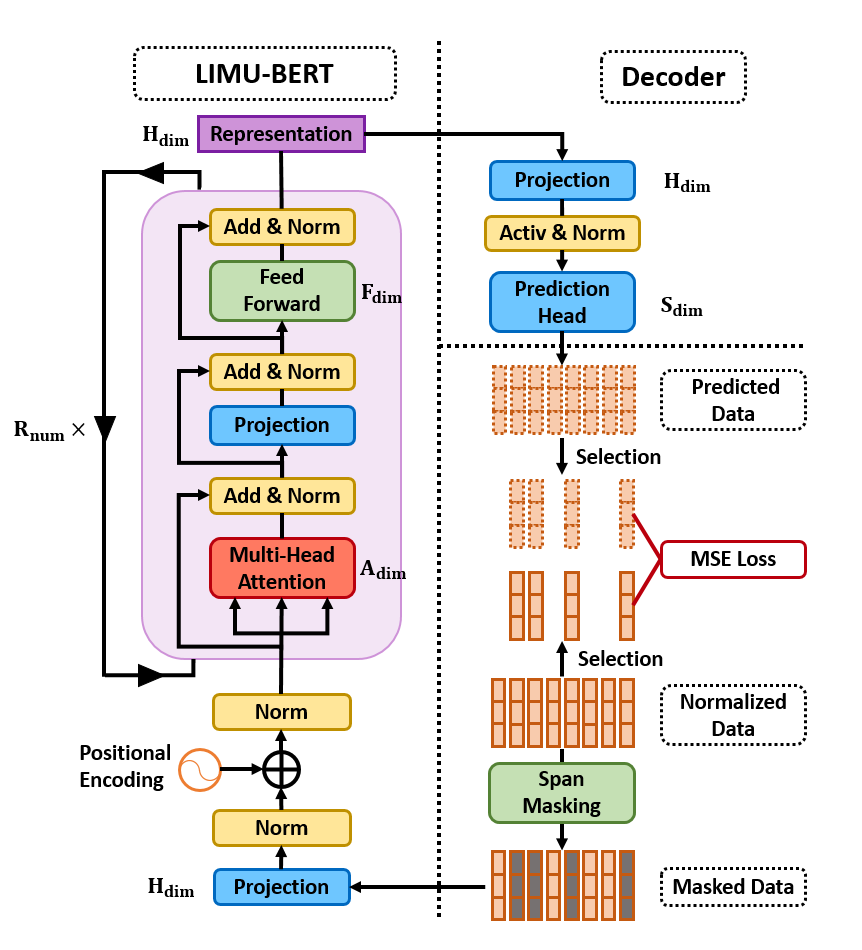 LIMU-BERT
H_dim
Representation
Add & Norm
Feed
Forward
F_dim
Add & Norm
Projection
R_num ×
Add & Norm
Multi-Head
Attention
A_dim
Norm
Positional
Encoding
Norm
H_dim
Projection
Decoder
Projection
H_dim
Activ & Norm
Prediction
Head
S_dim
Predicted
Data
Selection
MSE Loss
Selection
Normalized
Data
Span
Masking
Masked Data